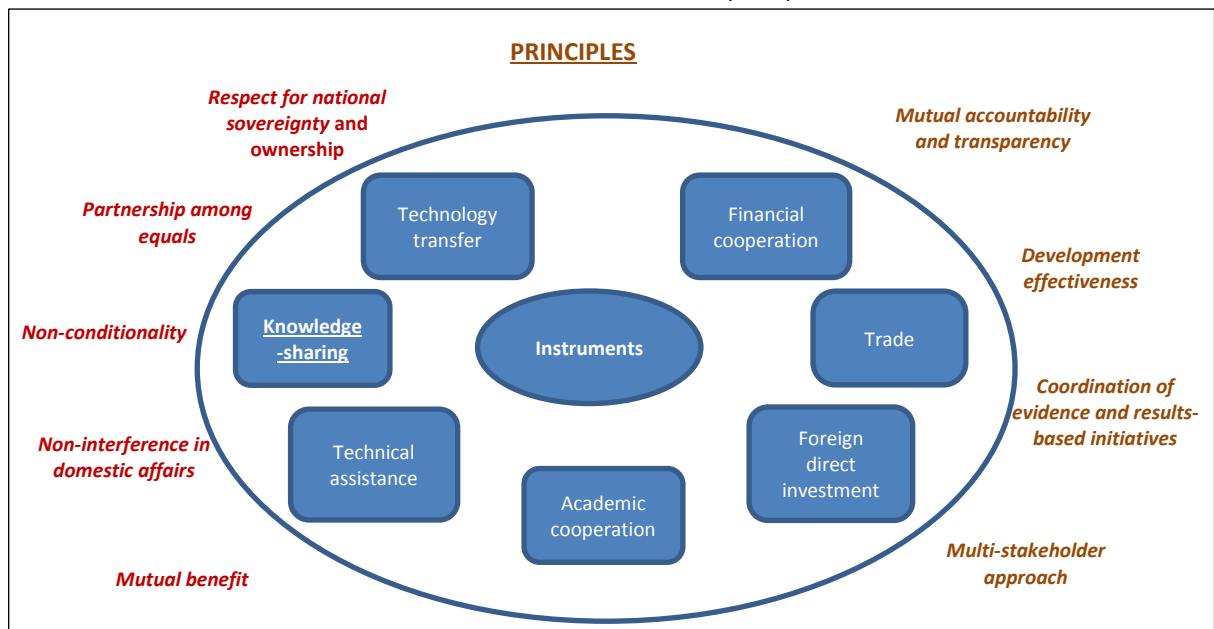 PRINCIPLES
Respect for national
sovereignty and
ownership
Mutual accountability
and transparency
Partnership among
equals
Technology
transfer
Financial
cooperation
Development
effectiveness
Non-conditionality
Knowledge
-sharing
Instruments
Trade
Coordination of
evidence and results-
based initiatives
Non-interference in
domestic affairs
Technical
assistance
Academic
cooperation
Foreign
direct
investment
Mutual benefit
Multi-stakeholder
approach